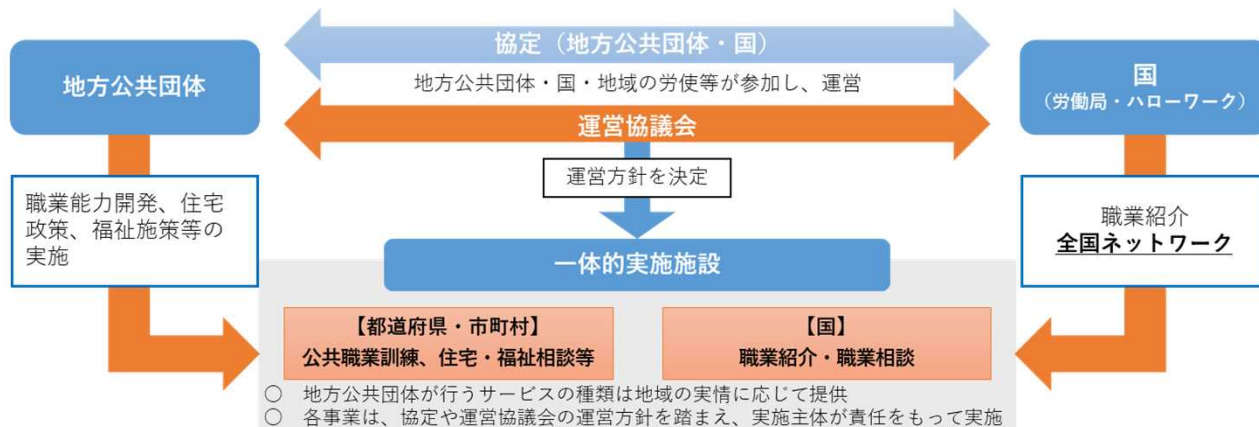 協定（地方公共団体・国）
地方公共団体
地方公共団体・国・地域の労使等が参加し、運営
国
（労働局・ハローワーク）
運営協議会
運営方針を決定
職業能力開発、住宅
政策、福祉施策等の
実施
職業紹介
全国ネットワーク
一体的実施施設
【都道府県・市町村】
公共職業訓練、住宅・福祉相談等
【国】
職業紹介・職業相談
○　地方公共団体が行うサービスの種類は地域の実情に応じて提供
○　各事業は、協定や運営協議会の運営方針を踏まえ、実施主体が責任をもって実施